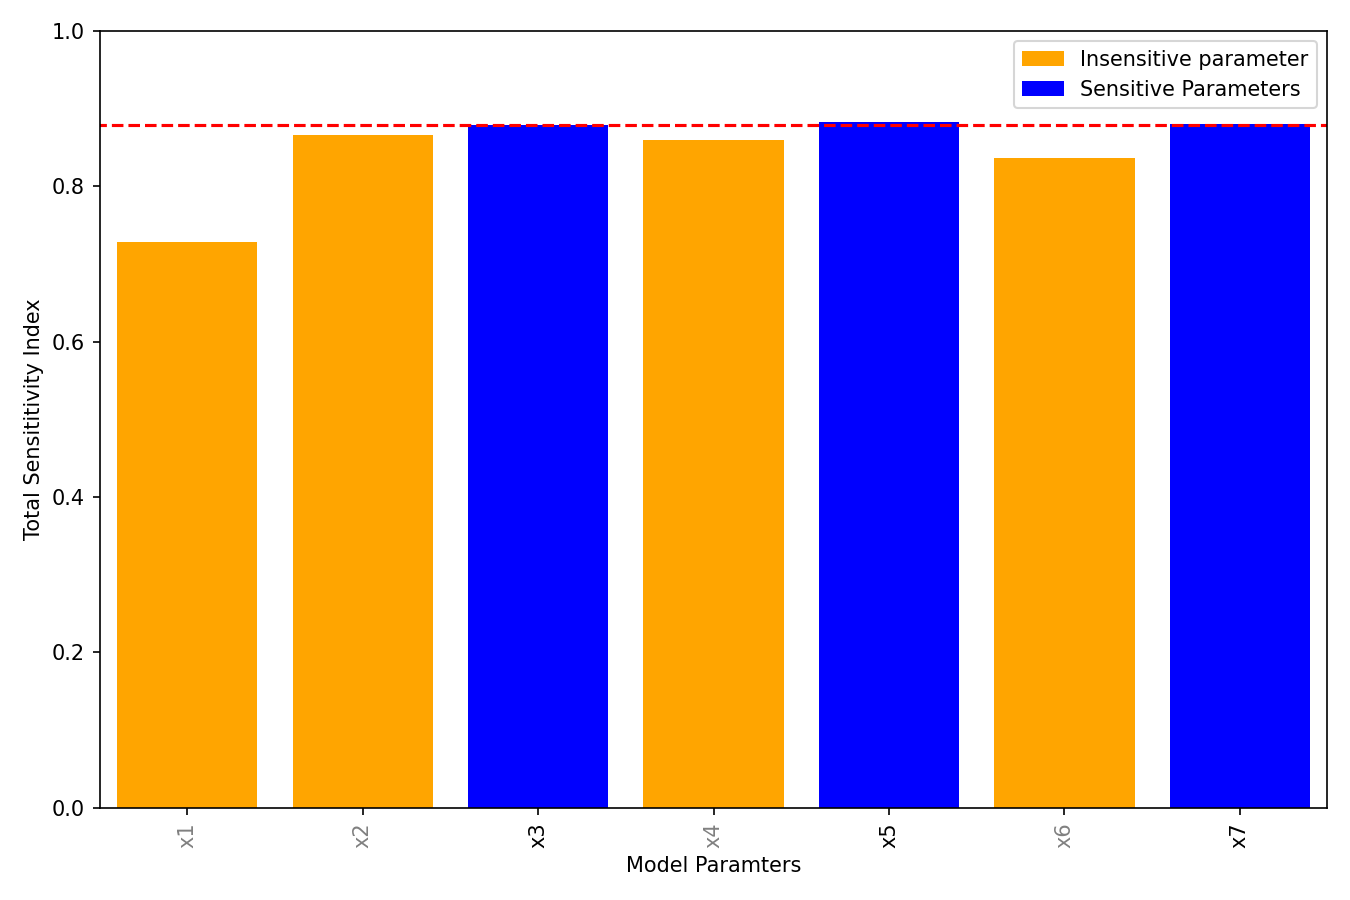 1.0
0.8
0.6
0.4
0.2
0.0
Total Sensititivity Index
Insensitive parameter
Sensitive Parameters
x1
x2
x3
x4
x5
x6
x7
Model Paramters